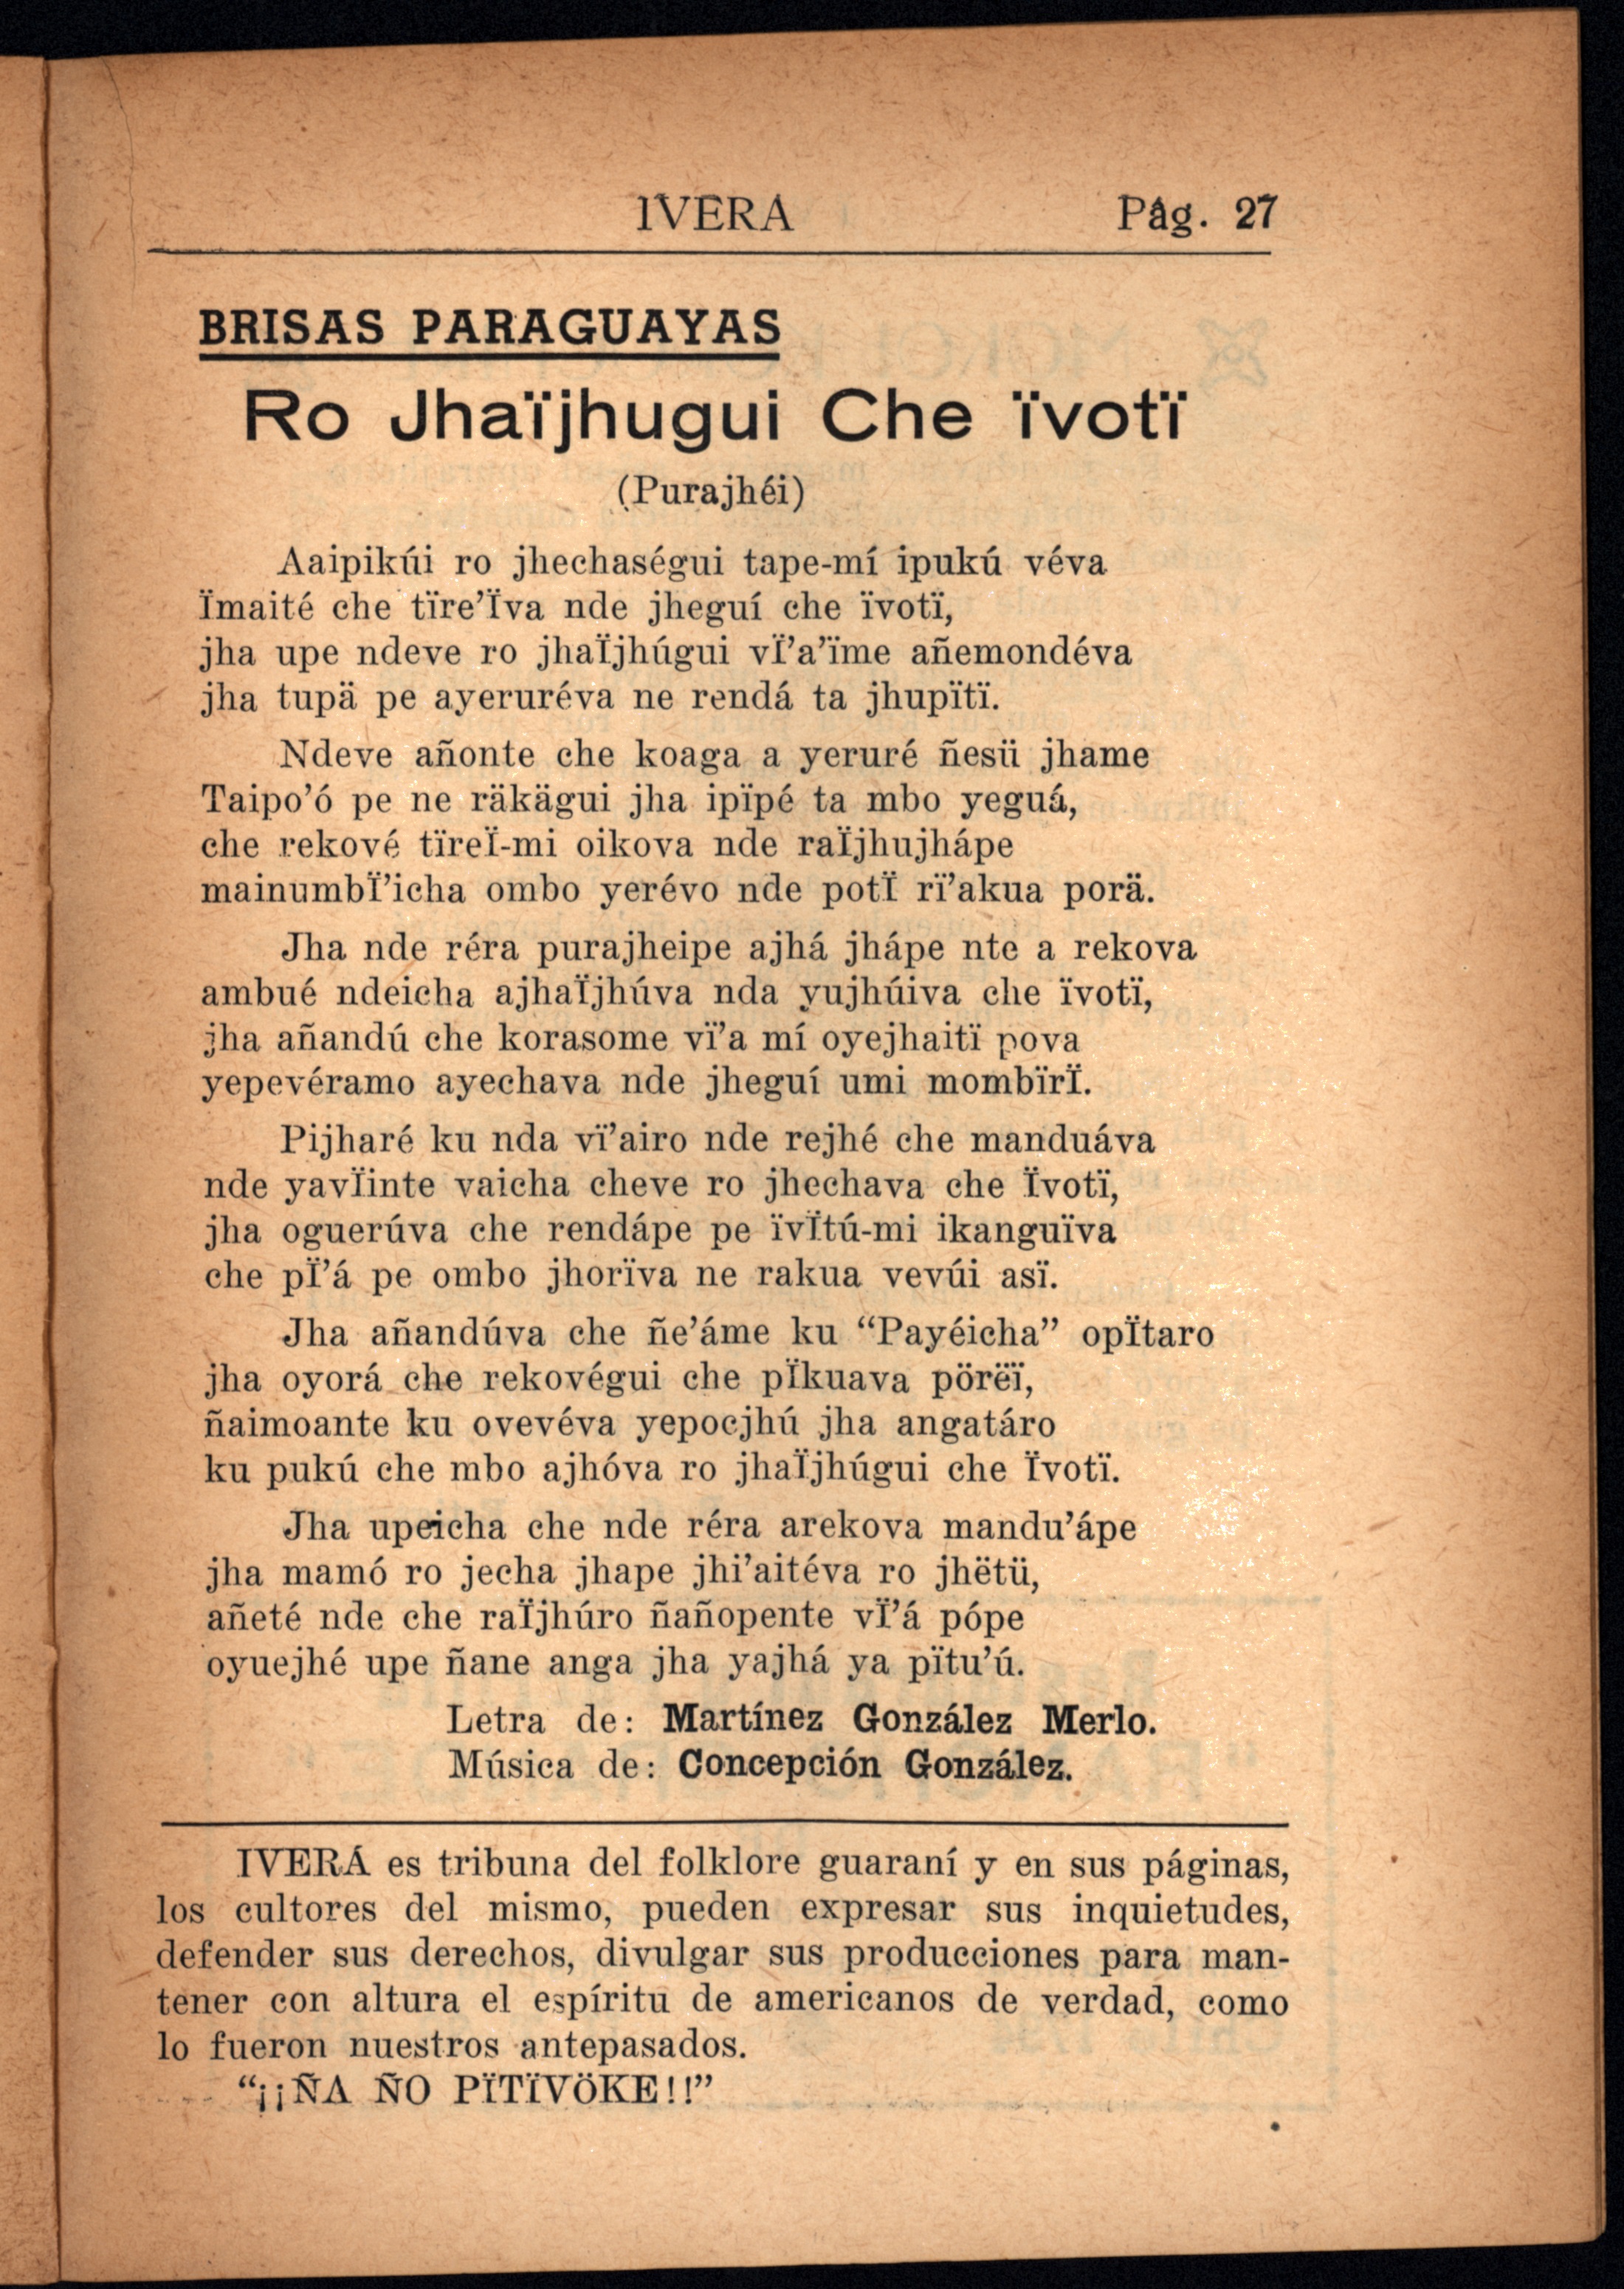 IVERA Pág. 27
BRISAS PARAGUAYAS
Ro Jhaïjhugui Che ïvotï
(Purajhéi)
Aaipikúi ro jhechaségui tape-mí ipukú véva
Ïmaité che tïre’Ïva nde jheguí che ïvotï,
jha upe ndeve ro jhaÏjhúgui vÏ’a’ïme añemondéva
jha tupä pe ayeruréva ne rendá ta jhupïtï.
Ndeve añonte che koaga a yeruré ñesü jhame
Taipo’ó pe ne räkägui jha ipïpé ta mbo yeguá,
che rekové tïreÏ-mi oikova nde raÏjhujhápe
mainumbÏ’icha ombo yerévo nde potÏ rï’akua porä.
Jha nde réra purajheipe ajhá jhápe nte a rekova
ambué ndeicha ajhaÏjhúva nda yujhúiva che ïvotï,
jha añandú che korasome vï’a mí oyejhaitï pova
yepevéramo ayechava nde jheguí umi mombïrÏ.
Pijharé ku nda vï’airo nde rejhé che manduáva
nde yavÏinte vaicha cheve ro jhechava che Ïvotï,
jha oguerúva che rendápe pe ïvÏtú-mi ikanguïva
che pÏ’á pe ombo jhorïva ne rakua vevúi asï.
Jha añandúva che ñe’áme ku “Payéicha” opÏtaro
jha oyorá che rekovégui che pÏkuava pörëï,
ñaimoante ku ovevéva yepocjhú jha angatáro
ku pukú che mbo ajhóva ro jhaÏjhúgui che Ïvotï.
Jha upeicha che nde réra arekova mandu’ápe
jha mamó ro jecha jhape jhi’aitéva ro jhëtü,
añeté nde che raÏjhúro ñañopente vÏ’á pópe
oyuejhé upe ñane anga jha yajhá ya pïtu’ú.
Letra de: Martínez González Merlo.
Música de: Concepción González.
IVERÁ es tribuna del folklore guaraní y en sus páginas,
los cultores del mismo, pueden expresar sus inquietudes,
defender sus derechos, divulgar sus producciones para man-
tener con altura el espíritu de americanos de verdad, como
lo fueron nuestros antepasados.
“¡¡ÑA ÑO PÏTÏVÖKE!!”